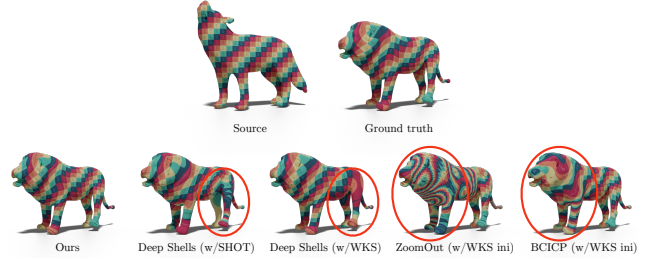 Source
Ground truth
Ours
Deep Shells (w/SHOT)
Deep Shells (w/WKS)
ZoomOut (w/WKS ini)
BCICP (w/WKS ini)